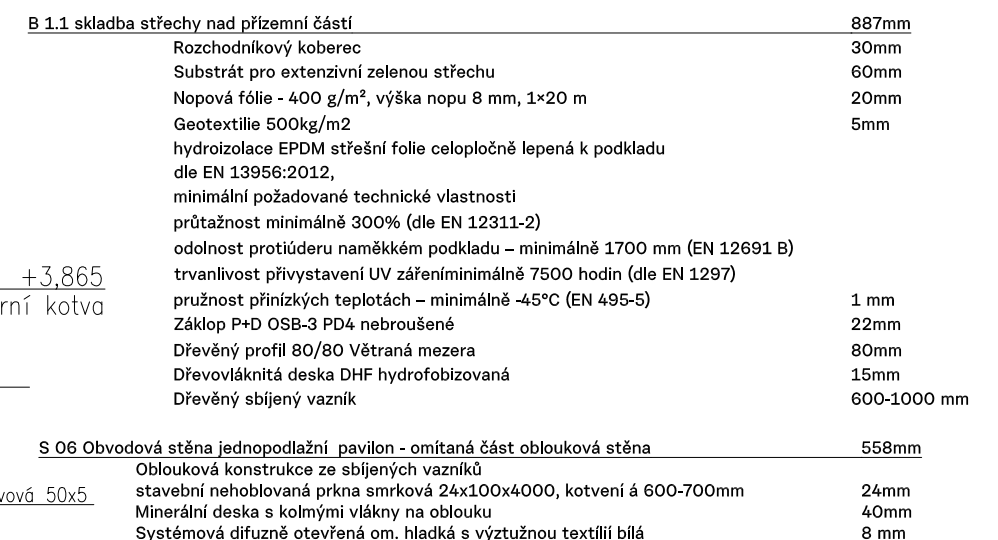 B 1.1 skladba střechy nad přízemní částí 887mm
Rozchodníkový koberec 30mm
Substrát pro extenzivní zelenou střechu 60mm
Nopová fólie - 400 g/m², výška nopu 8 mm, 1×20 m 20mm
Geotextilie 500kg/m2 5mm
hydroizolace EPDM střešní folie celopločně lepená k podkladu
dle EN 13956:2012,
minimální požadované technické vlastnosti
průtažnost minimálně 300% (dle EN 12311-2)
odolnost protiúderu naměkkém podkladu – minimálně 1700 mm (EN 12691 B)
+3,865 trvanlivost přivystavení UV zářeníminimálně 7500 hodin (dle EN 1297)
rní kotva pružnost přinízkých teplotách – minimálně -45°C (EN 495-5) 1 mm
Záklop P+D OSB-3 PD4 nebroušené 22mm
Dřevěný profil 80/80 Větraná mezera 80mm
Dřevovláknitá deska DHF hydrofobizovaná 15mm
Dřevěný sbíjený vazník 600-1000 mm
S 06 Obvodová stěna jednopodlažní pavilon - omítaná část oblouková stěna 558mm
Oblouková konstrukce ze sbíjených vazníků
vová 50x5 stavební nehoblovaná prkna smrková 24x100x4000, kotvení á 600-700mm 24mm
Minerální deska s kolmými vlákny na oblouku 40mm
Systémová difuzně otevřená om. hladká s výztužnou textílií bílá 8 mm